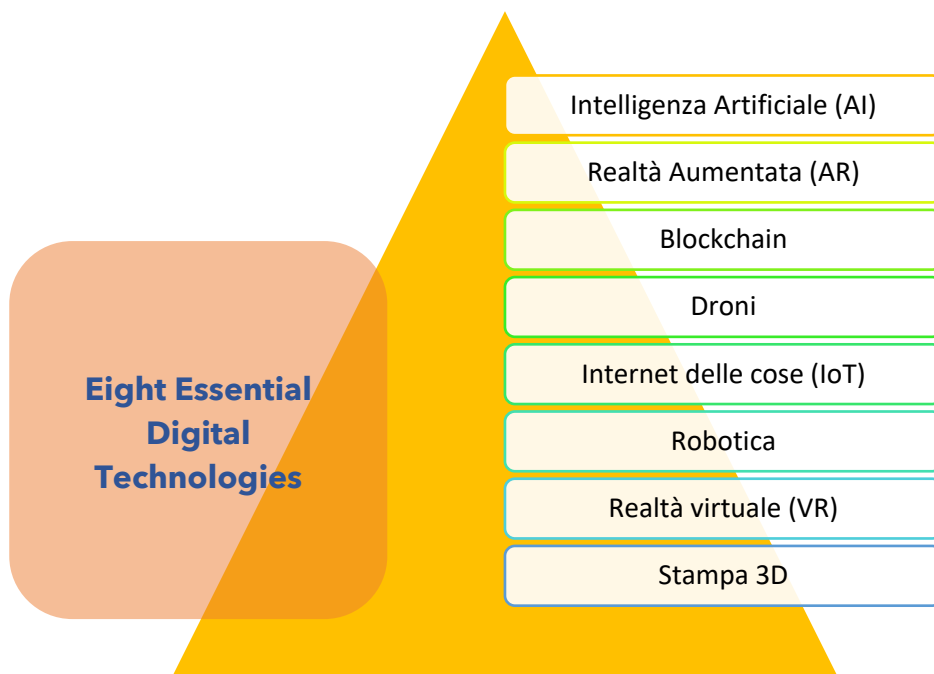 Intelligenza Artificiale (AI)
Realtà Aumentata (AR)
Blockchain
Droni
Internet delle cose (IoT)
Robotica
Realtà virtuale (VR)
Stampa 3D
Eight Essential
Digital
Technologies